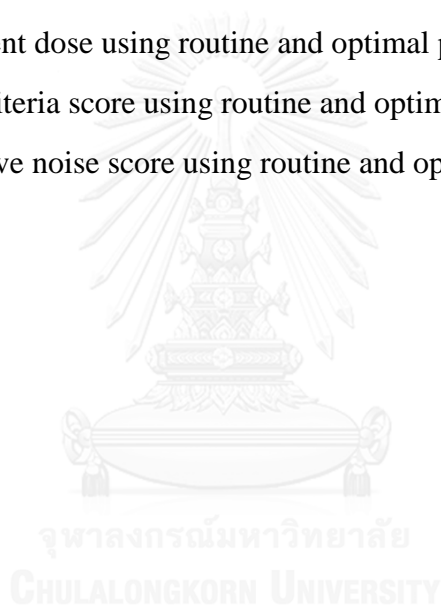 ent dose using routine and optimal p
iteria score using routine and optim
ve noise score using routine and op
จุฬาลงกรณ์มหาวิทยาลัย
CHULALONGKORN UNIVERSITY